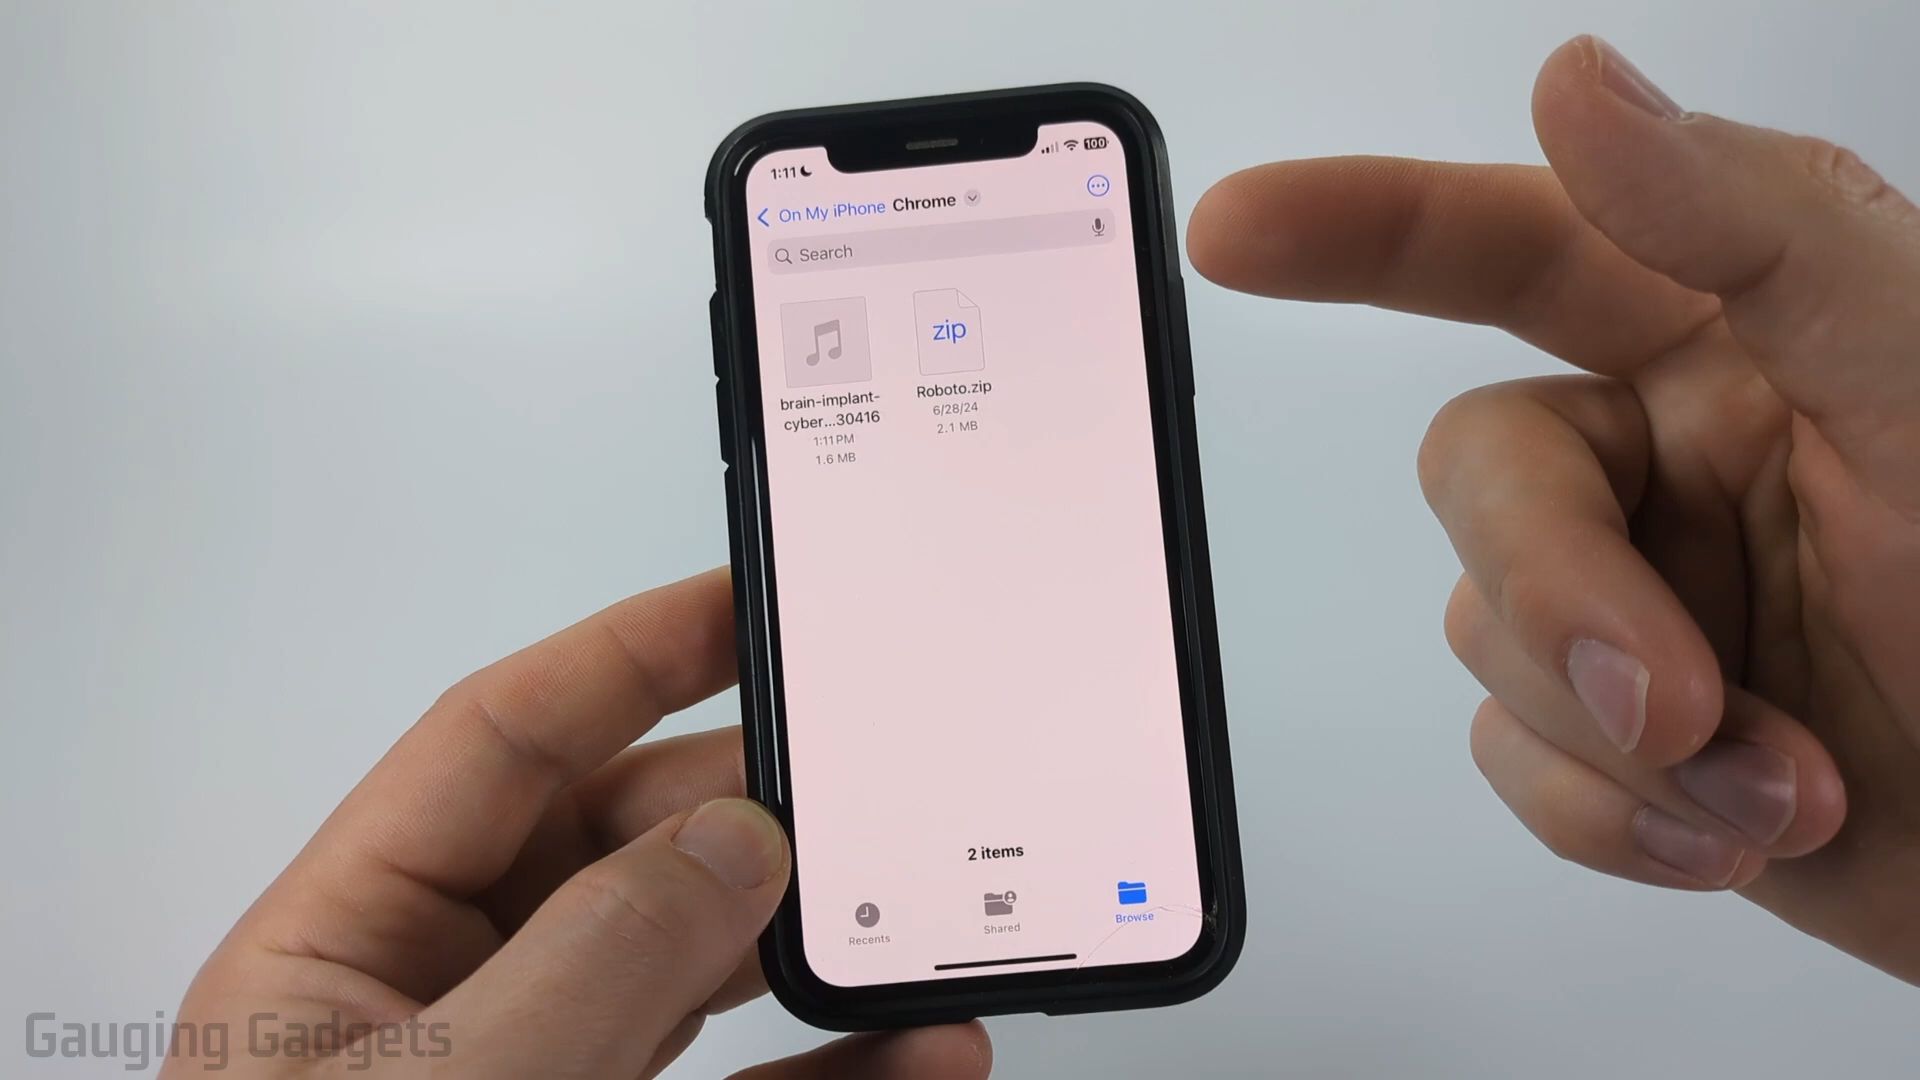 1:11
100
On My iPhone Chrome
Search
brain-implant-
cyber...30416
1:11 PM
1.6 MB
zip
Roboto.zip
6/28/24
2.1 MB
2 items
Recents
Shared
Browse
Gauging Gadgets